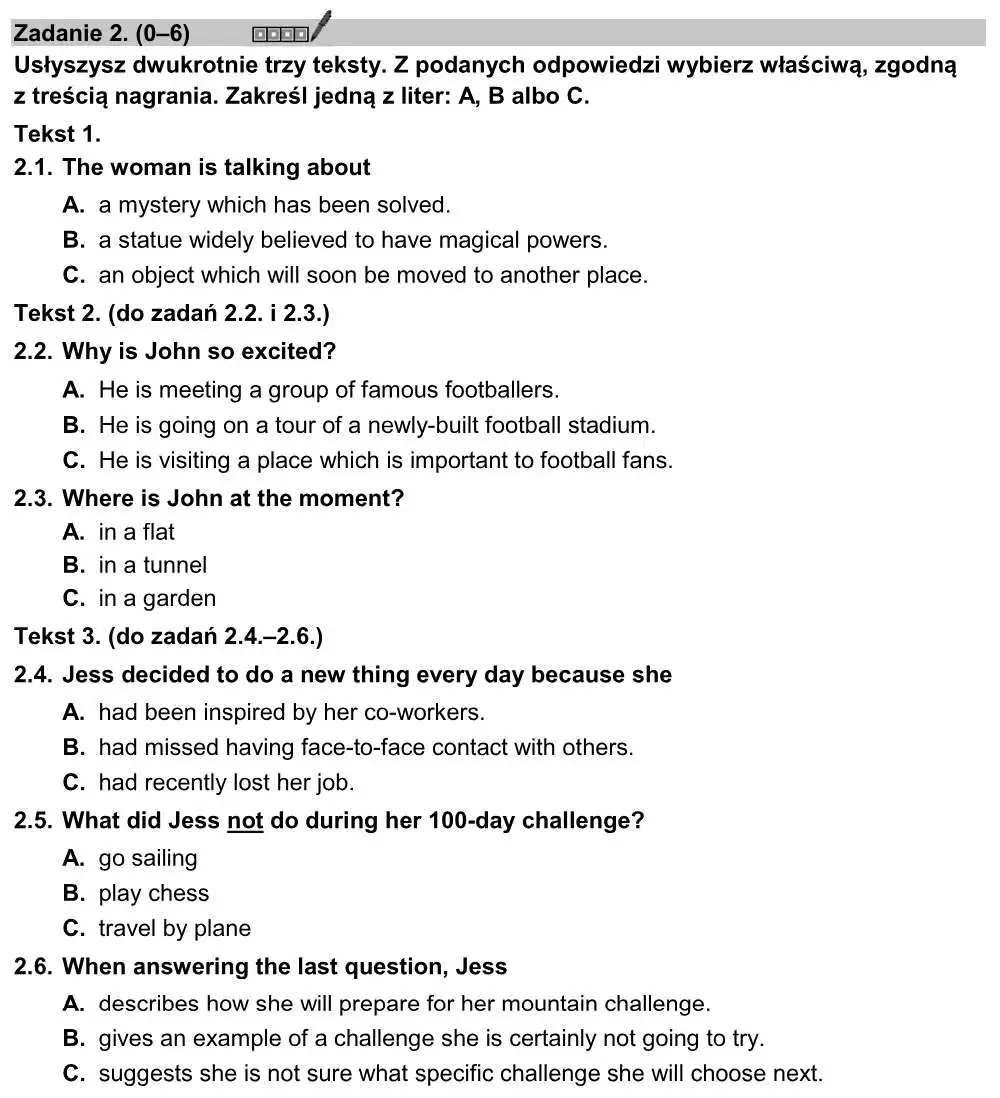 Zadanie 2. (0–6)
Usłyszysz dwukrotnie trzy teksty. Z podanych odpowiedzi wybierz właściwą, zgodną
z treścią nagrania. Zakreśl jedną z liter: A, B albo C.
Tekst 1.
2.1. The woman is talking about
A. a mystery which has been solved.
B. a statue widely believed to have magical powers.
C. an object which will soon be moved to another place.
Tekst 2. (do zadań 2.2. i 2.3.)
2.2. Why is John so excited?
A. He is meeting a group of famous footballers.
B. He is going on a tour of a newly-built football stadium.
C. He is visiting a place which is important to football fans.
2.3. Where is John at the moment?
A. in a flat
B. in a tunnel
C. in a garden
Tekst 3. (do zadań 2.4.–2.6.)
2.4. Jess decided to do a new thing every day because she
A. had been inspired by her co-workers.
B. had missed having face-to-face contact with others.
C. had recently lost her job.
2.5. What did Jess not do during her 100-day challenge?
A. go sailing
B. play chess
C. travel by plane
2.6. When answering the last question, Jess
A. describes how she will prepare for her mountain challenge.
B. gives an example of a challenge she is certainly not going to try.
C. suggests she is not sure what specific challenge she will choose next.